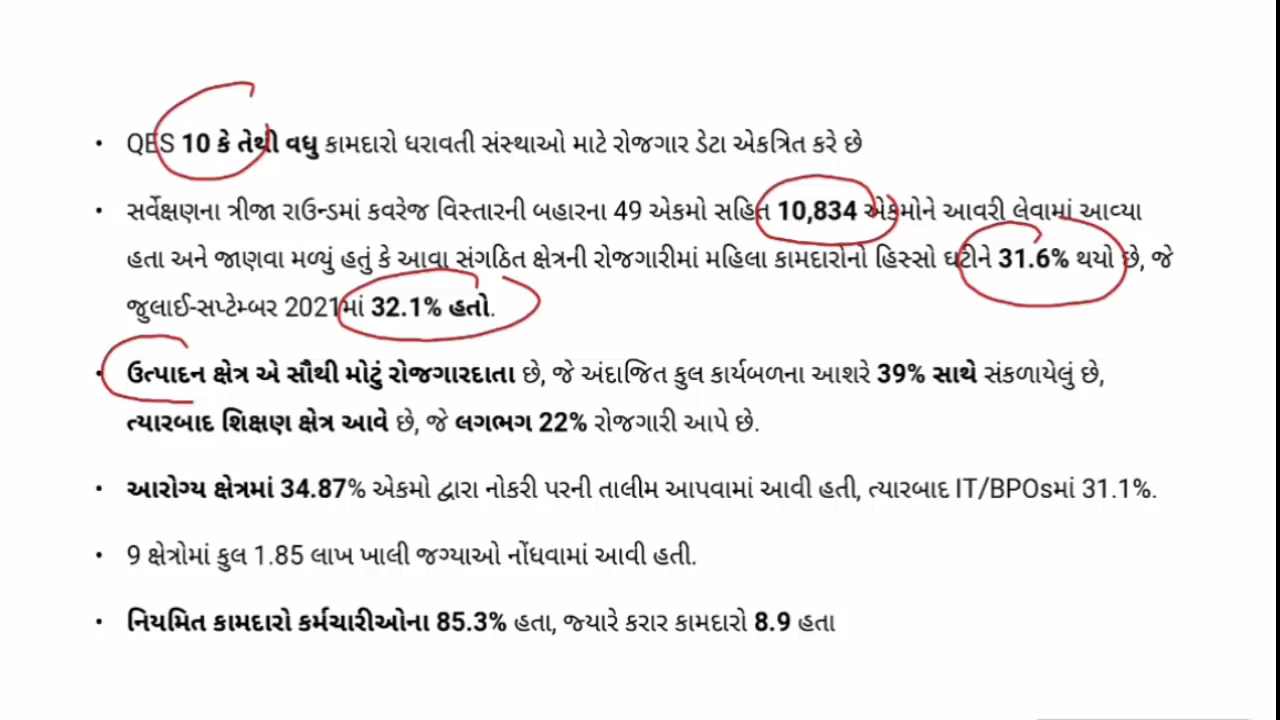 • QES 10 કે તેથી વધુ કામદારો ધરાવતી સંસ્થાઓ માટે રોજગાર ડેટા એકત્રિત કરે છે
• સર્વેક્ષણના ત્રીજા રાઉન્ડમાં કવરેજ વિસ્તારની બહારના 49 એકમો સહિત 10,834 એકમોને આવરી લેવામાં આવ્યા
હતા અને જાણવા મળ્યું હતું કે આવા સંગઠિત ક્ષેત્રની રોજગારીમાં મહિલા કામદારોનો હિસ્સો ઘટીને 31.6% થયો છે, જે
જુલાઈ-સપ્ટેમ્બર 2021માં 32.1% હતો.
• ઉત્પાદન ક્ષેત્ર એ સૌથી મોટું રોજગારદાતા છે, જે અંદાજિત કુલ કાર્યબળના આશરે 39% સાથે સંકળાયેલું છે,
ત્યારબાદ શિક્ષણ ક્ષેત્ર આવે છે, જે લગભગ 22% રોજગારી આપે છે.
• આરોગ્ય ક્ષેત્રમાં 34.87% એકમો દ્વારા નોકરી પરની તાલીમ આપવામાં આવી હતી, ત્યારબાદ IT/BPOsમાં 31.1%.
• 9 ક્ષેત્રોમાં કુલ 1.85 લાખ ખાલી જગ્યાઓ નોંધવામાં આવી હતી.
• નિયમિત કામદારો કર્મચારીઓના 85.3% હતા, જ્યારે કરાર કામદારો 8.9 હતા